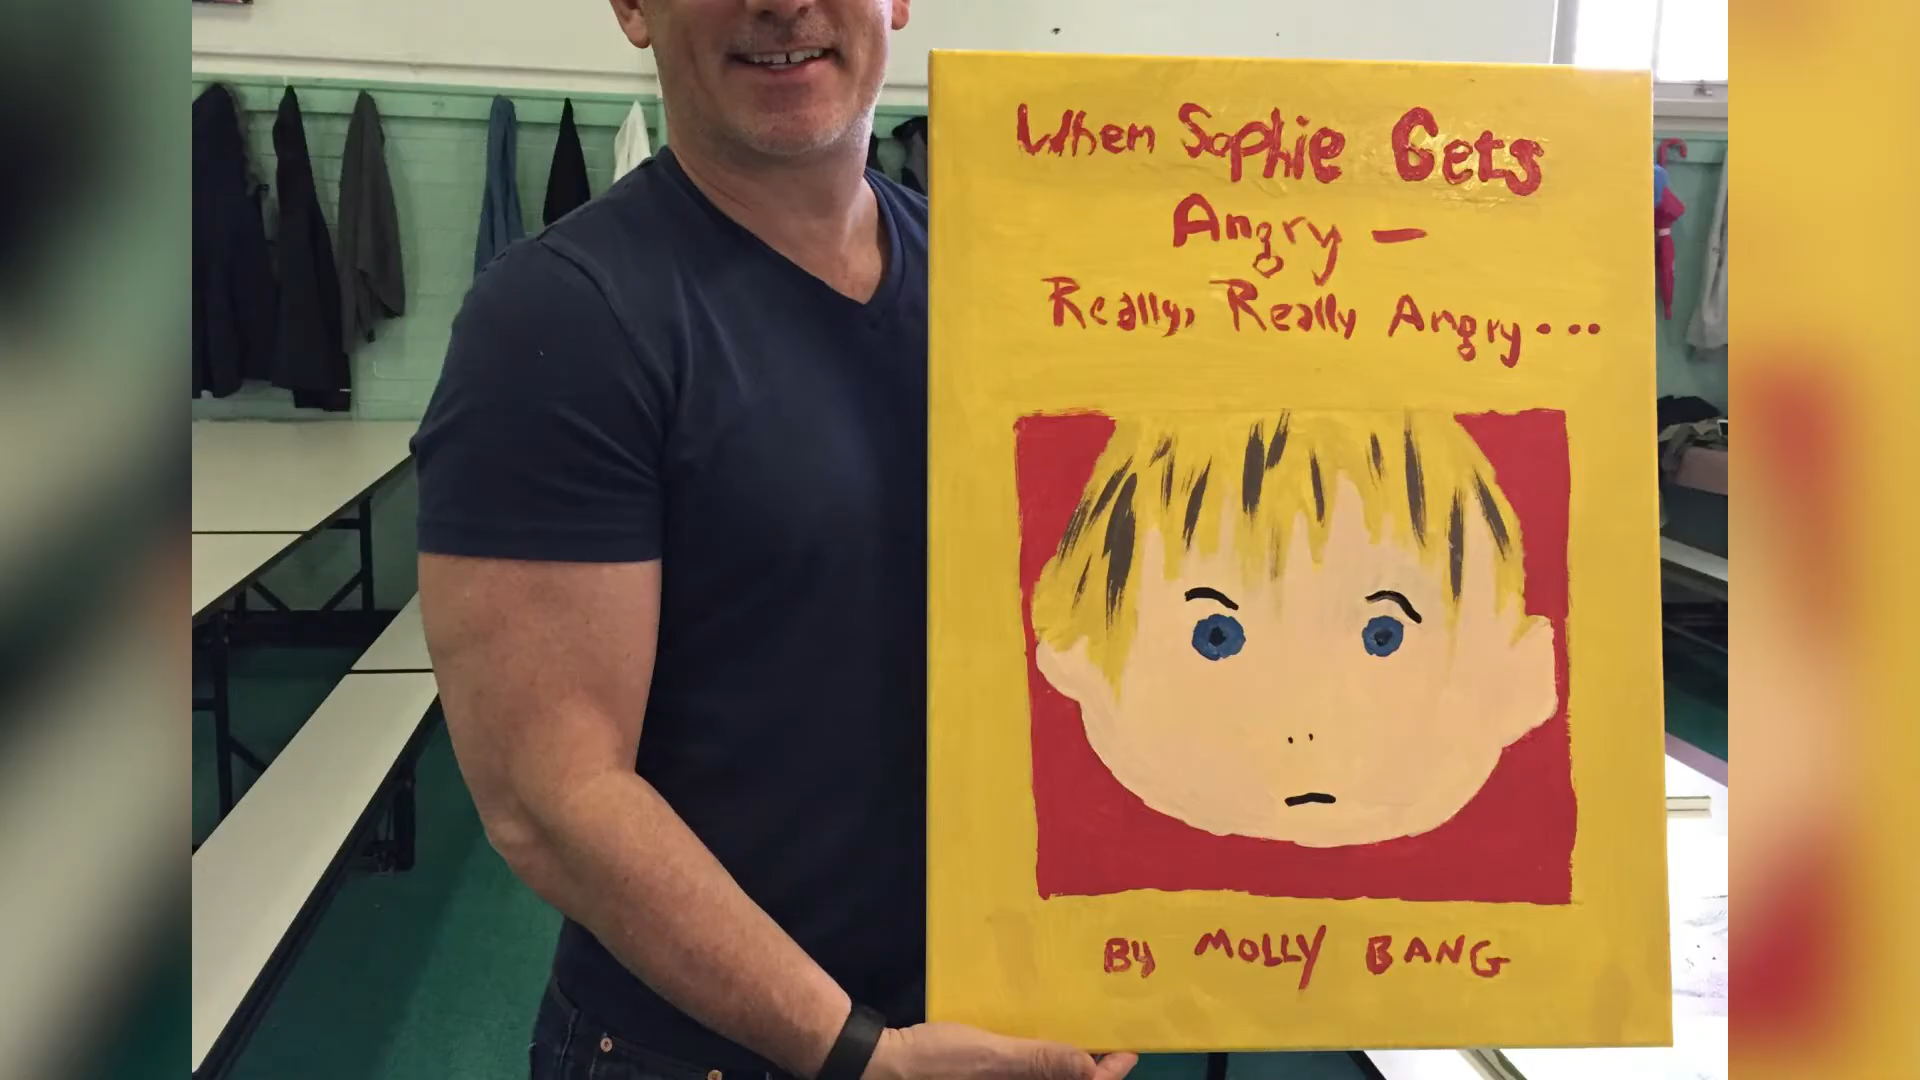 When Sophie Gets
Angry —
Really, Really Angry...
By MOLLY BANG